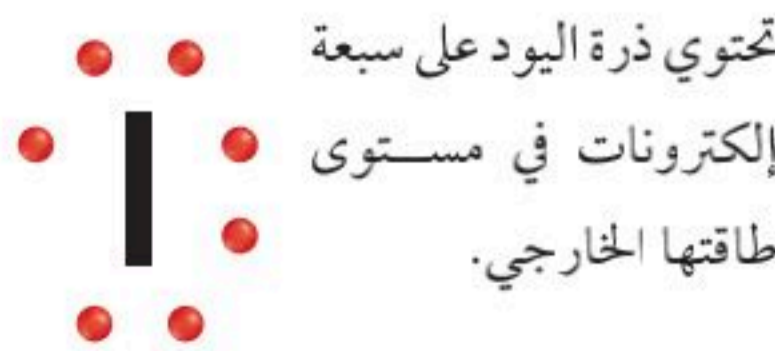 تحتوي ذرة اليود على سبعة
إلكترونات في مستوى
طاقتها الخارجي.
I